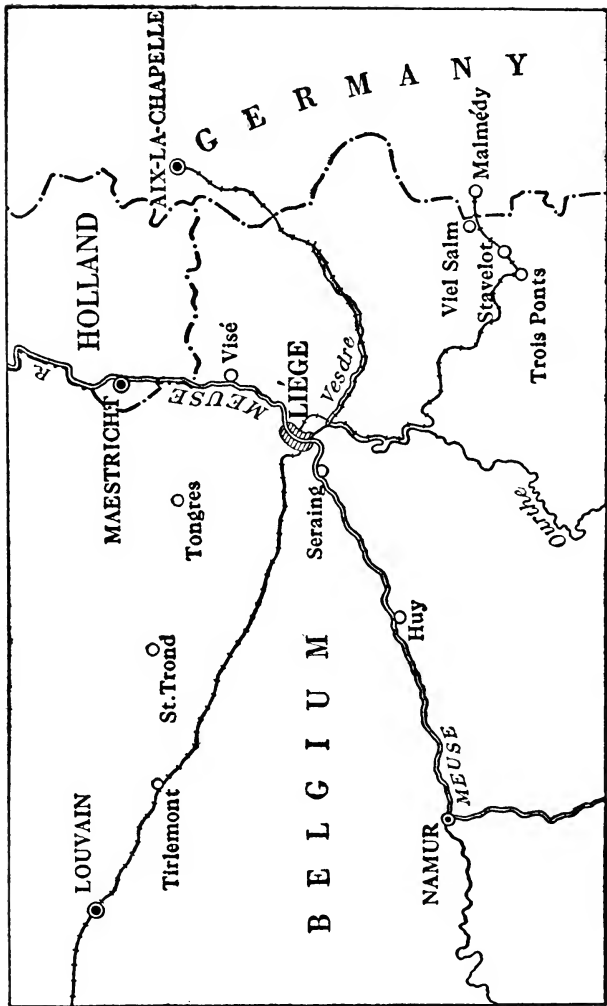 GERMANY
AIX-LA-CHAPELLE
HOLLAND
MAESTRICHT
R. MEUSE
Visé
LIÉGE
Vesdre
Malmédy
Viel Salm
Stavelot
Trois Ponts
Tongres
Seraing
Ourthe
St. Trond
Huy
BELGIUM
LOUVAIN
Tirlemont
NAMUR
MEUSE